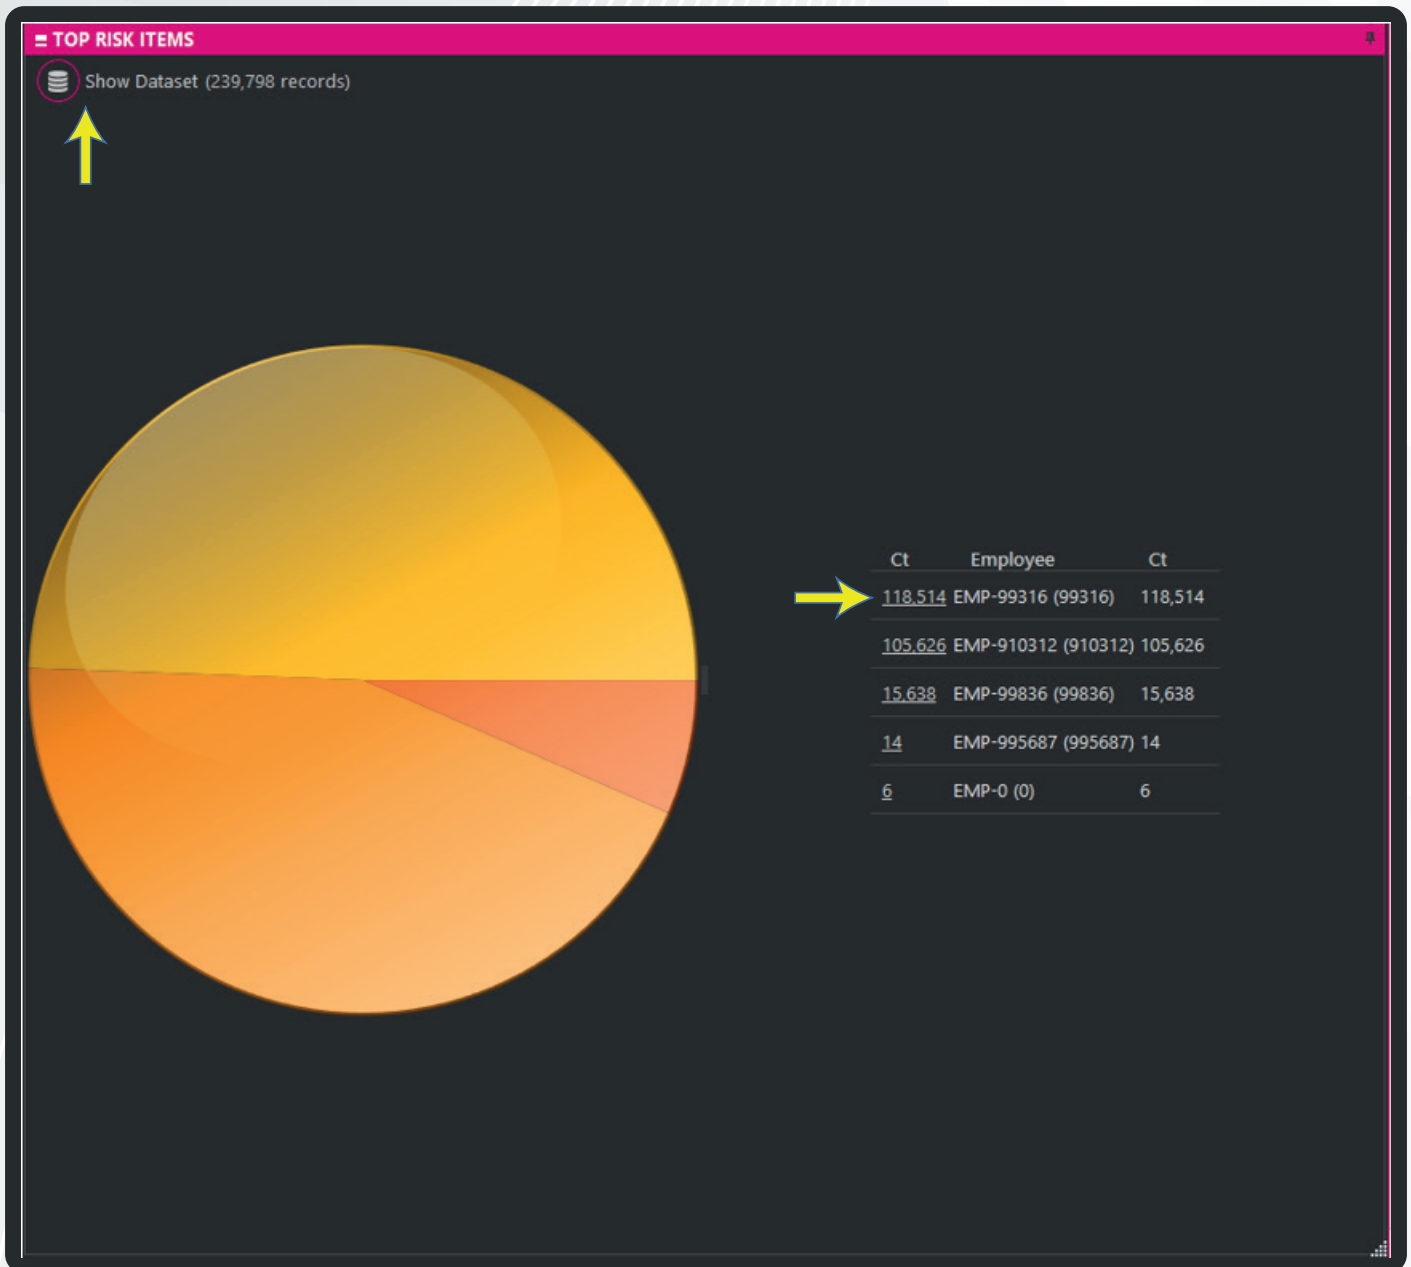 TOP RISK ITEMS
Show Dataset (239,798 records)
Ct Employee Ct
118,514 EMP-99316 (99316) 118,514
105,626 EMP-910312 (910312) 105,626
15,638 EMP-99836 (99836) 15,638
14 EMP-995687 (995687) 14
6 EMP-0 (0) 6